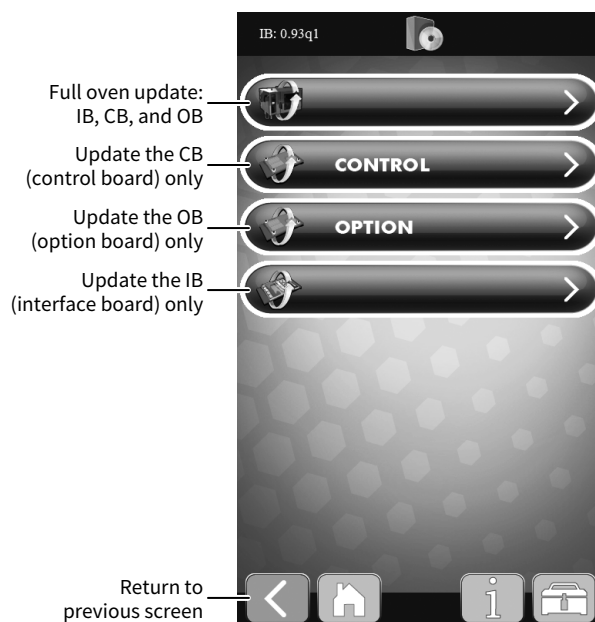 IB: 0.93q1
Full oven update:
IB, CB, and OB
Update the CB
(control board) only
CONTROL
Update the OB
(option board) only
OPTION
Update the IB
(interface board) only
Return to
previous screen
i